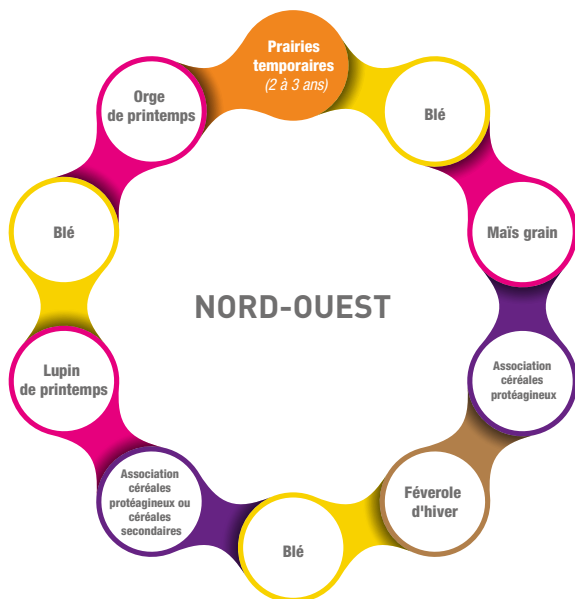 Prairies
temporaires
(2 à 3 ans)
Blé
Maïs grain
Association
céréales
protéagineux
Féverole
d'hiver
Blé
Association
céréales
protéagineux ou
céréales
secondaires
Lupin
de printemps
Blé
Orge
de printemps
NORD-OUEST